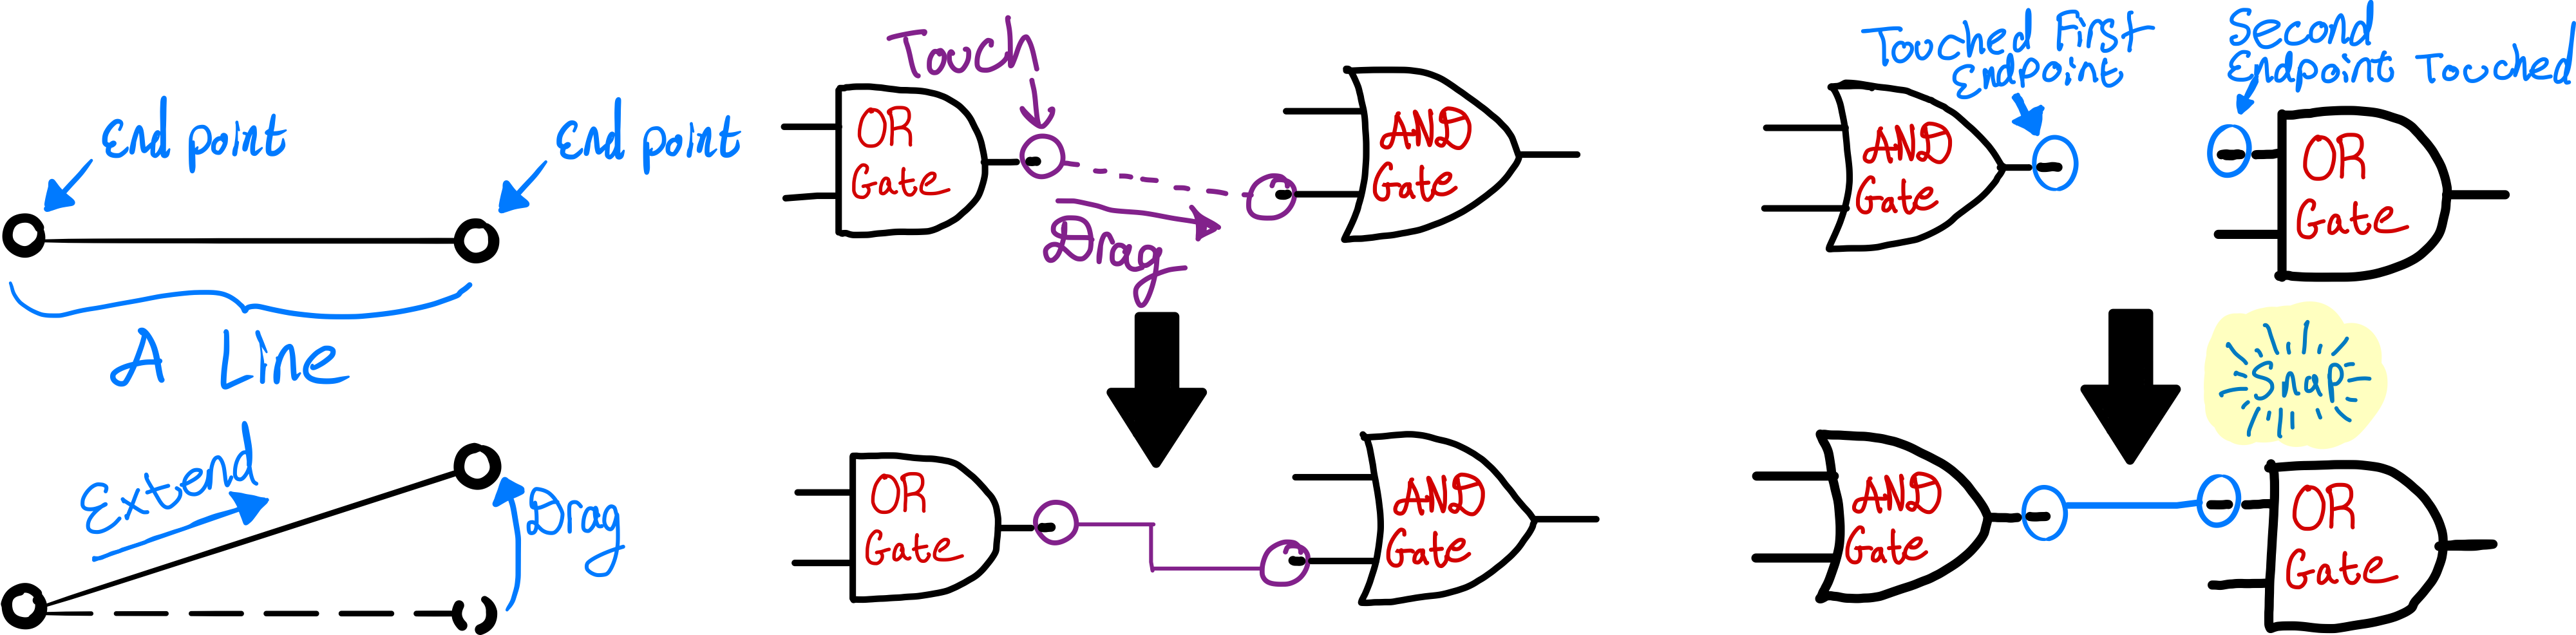 End point
End point
A Line
Extend
Drag
Touch
OR
Gate
AND
Gate
Drag
OR
Gate
AND
Gate
Touched First
Endpoint
Second
Endpoint Touched
AND
Gate
OR
Gate
Snap
AND
Gate
OR
Gate